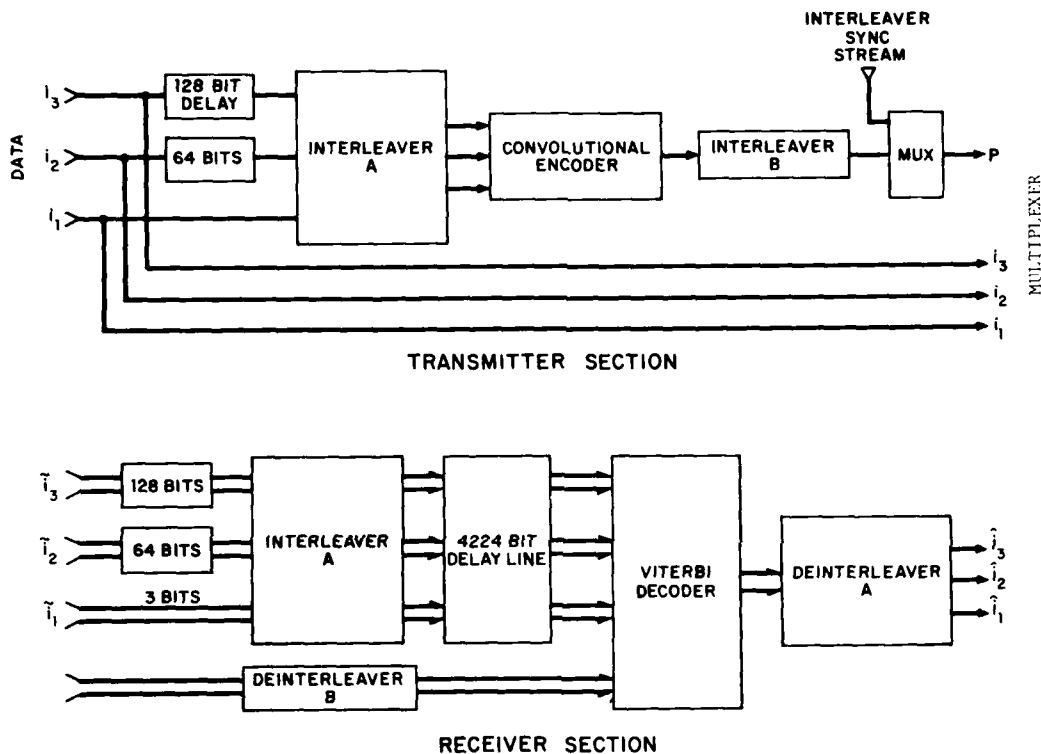 INTERLEAVER
SYNC
STREAM
DATA
i3
128 BIT
DELAY
i2
64 BITS
i1
INTERLEAVER
A
CONVOLUTIONAL
ENCODER
INTERLEAVER
B
MUX
P
i3
i2
i1
MULTIPLEXER
TRANSMITTER SECTION
ĩ3
128 BITS
ĩ2
64 BITS
ĩ1
3 BITS
INTERLEAVER
A
4224 BIT
DELAY LINE
VITERBI
DECODER
DEINTERLEAVER
A
î3
î2
î1
DEINTERLEAVER
B
RECEIVER SECTION